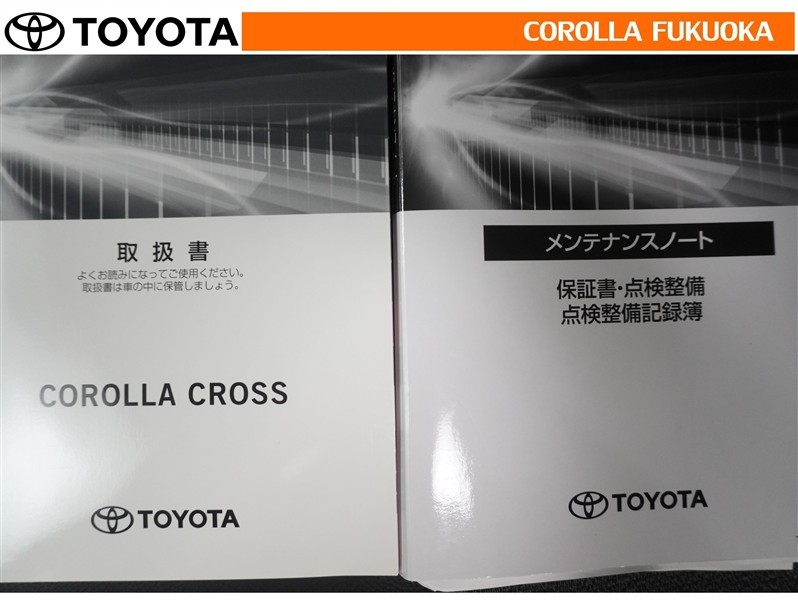 TOYOTA
COROLLA FUKUOKA
取扱書
よくお読みになってご使用ください。
取扱書は車の中に保管しましょう。
COROLLA CROSS
TOYOTA
メンテナンスノート
保証書・点検整備
点検整備記録簿
TOYOTA